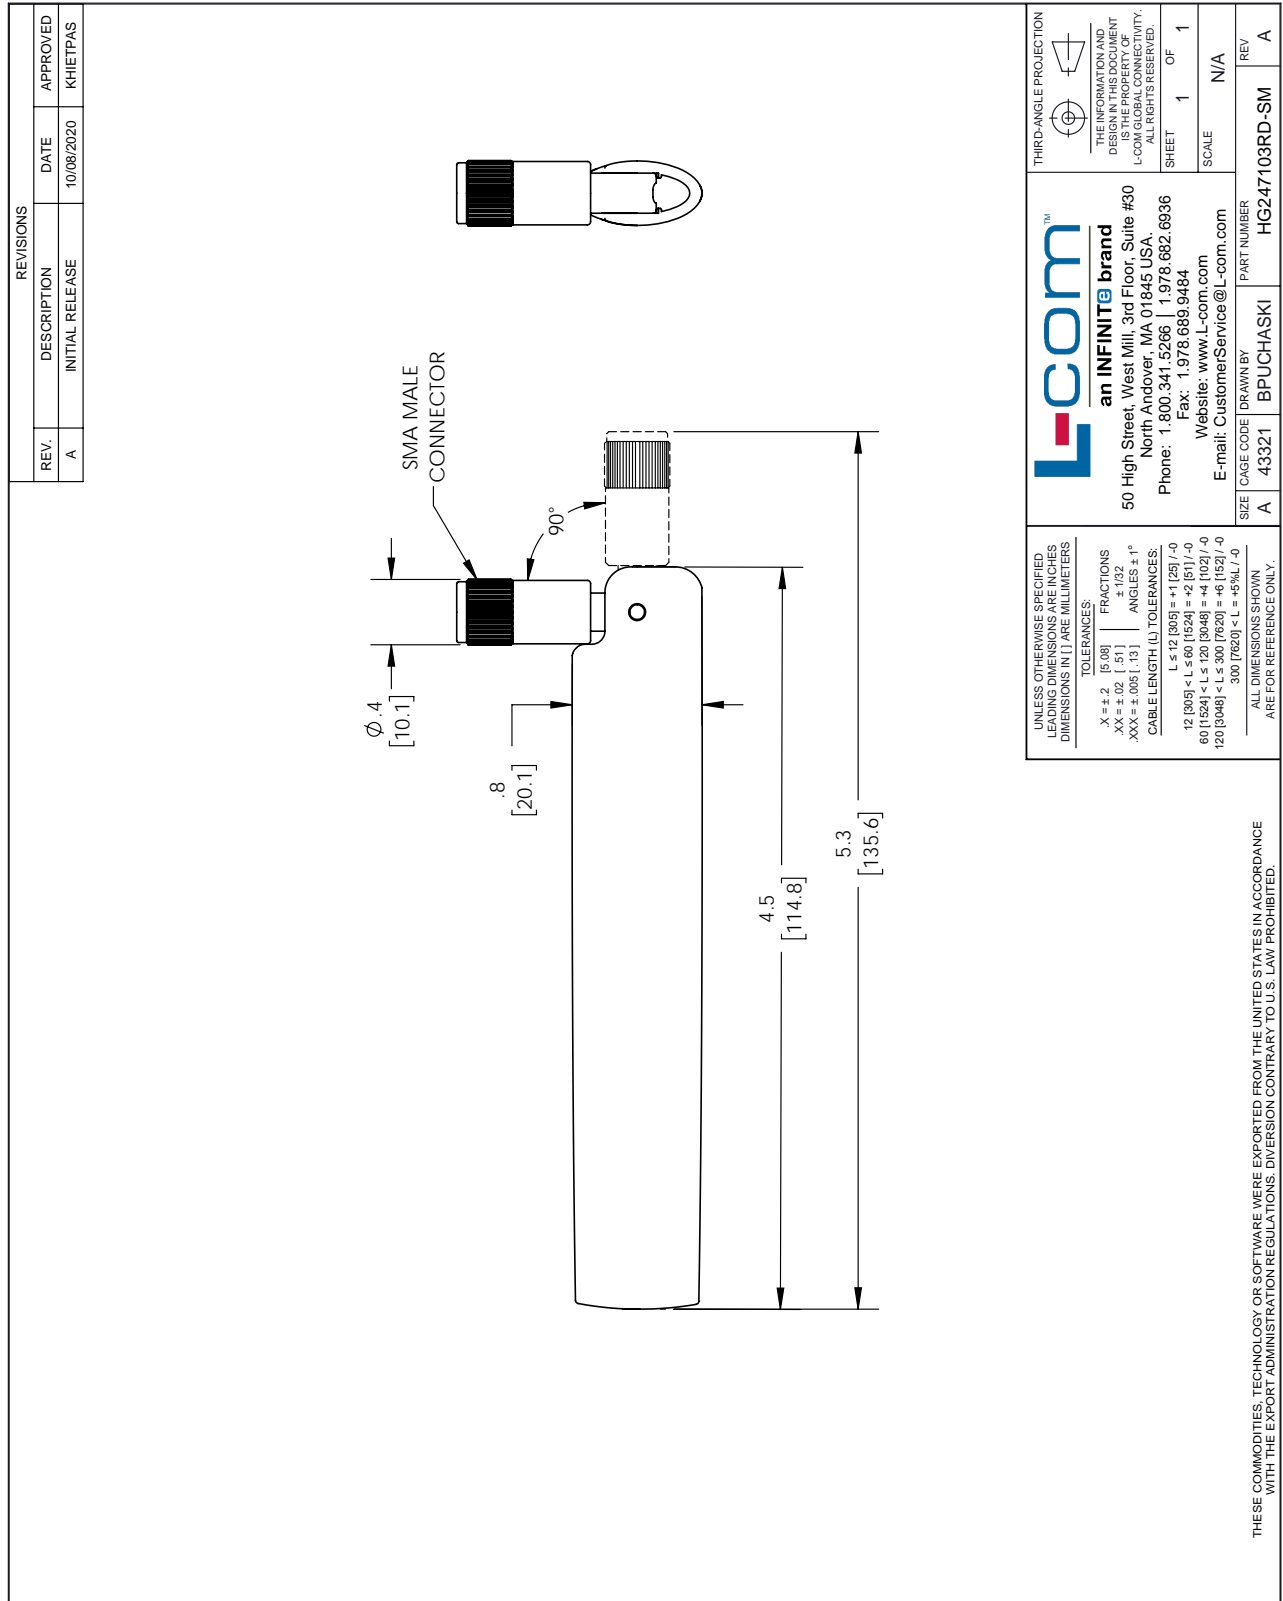 REVISIONS
REV. DESCRIPTION DATE APPROVED
A INITIAL RELEASE 10/08/2020 KHIETPAS
SMA MALE
CONNECTOR
90°
Ø.4
[10.1]
.8
[20.1]
4.5
[114.8]
5.3
[135.6]
UNLESS OTHERWISE SPECIFIED
LEADING DIMENSIONS ARE INCHES
DIMENSIONS IN [ ] ARE MILLIMETERS
TOLERANCES:
.X = ± .2 [5.08] FRACTIONS
.XX = ± .02 [ .51 ] ± 1/32
.XXX = ± .005 [ .13 ] ANGLES ± 1°
CABLE LENGTH (L) TOLERANCES:
L ≤ 12 [305] = +1 [25] / -0
12 [305] < L ≤ 60 [1524] = +2 [51] / -0
60 [1524] < L ≤ 120 [3048] = +4 [102] / -0
120 [3048] < L ≤ 300 [7620] = +6 [152] / -0
300 [7620] < L = +5%L / -0
ALL DIMENSIONS SHOWN
ARE FOR REFERENCE ONLY.
L-com™
an INFINITe brand
50 High Street, West Mill, 3rd Floor, Suite #30
North Andover, MA 01845 USA.
Phone: 1.800.341.5266 | 1.978.682.6936
Fax: 1.978.689.9484
Website: www.L-com.com
E-mail: CustomerService@L-com.com
THIRD-ANGLE PROJECTION
THE INFORMATION AND
DESIGN IN THIS DOCUMENT
IS THE PROPERTY OF
L-COM GLOBAL CONNECTIVITY.
ALL RIGHTS RESERVED.
SHEET 1 OF 1
SCALE N/A
SIZE A
CAGE CODE 43321
DRAWN BY BPUCHASKI
PART NUMBER HG247103RD-SM
REV A
THESE COMMODITIES, TECHNOLOGY OR SOFTWARE WERE EXPORTED FROM THE UNITED STATES IN ACCORDANCE
WITH THE EXPORT ADMINISTRATION REGULATIONS. DIVERSION CONTRARY TO U.S. LAW PROHIBITED.